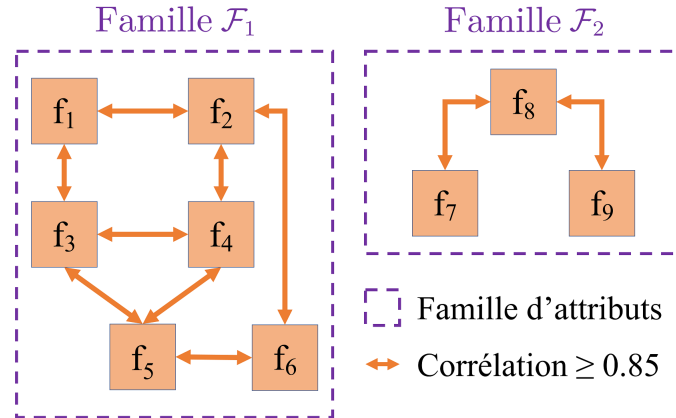 Famille ℱ₁
f₁
f₂
f₃
f₄
f₅
f₆
Famille ℱ₂
f₈
f₇
f₉
Famille d’attributs
Corrélation ≥ 0.85